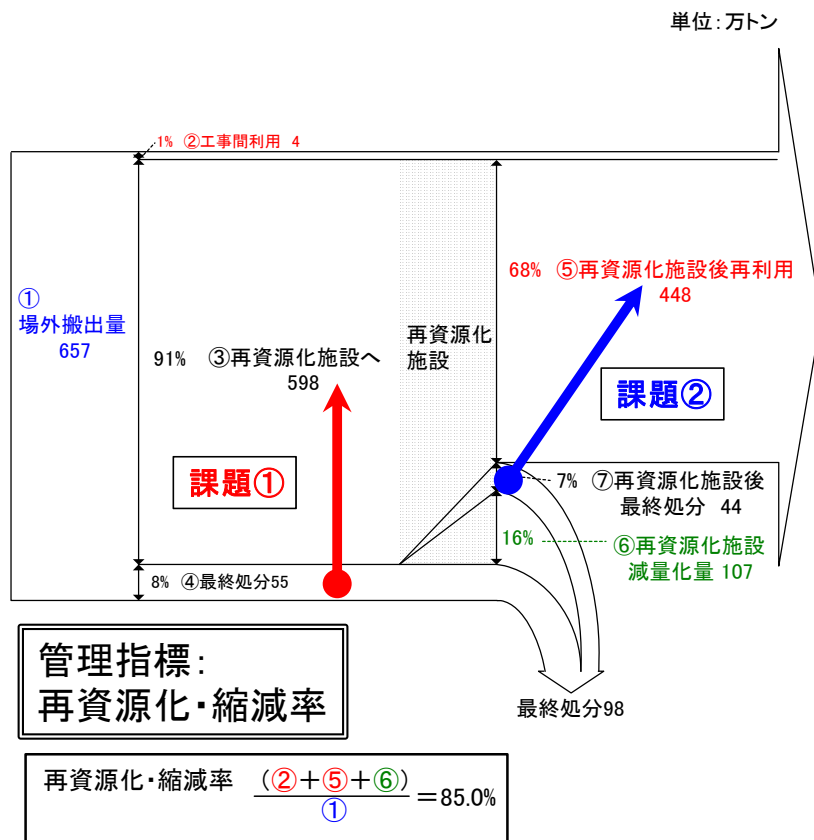 単位：万トン
1% ②工事間利用 4
①
場外搬出量
657
91% ③再資源化施設へ
598
再資源化
施設
68% ⑤再資源化施設後再利用
448
課題①
課題②
7% ⑦再資源化施設後
最終処分 44
16% ⑥再資源化施設
減量化量 107
8% ④最終処分55
最終処分98
管理指標：
再資源化・縮減率
再資源化・縮減率 (②＋⑤＋⑥)
① ＝85.0%